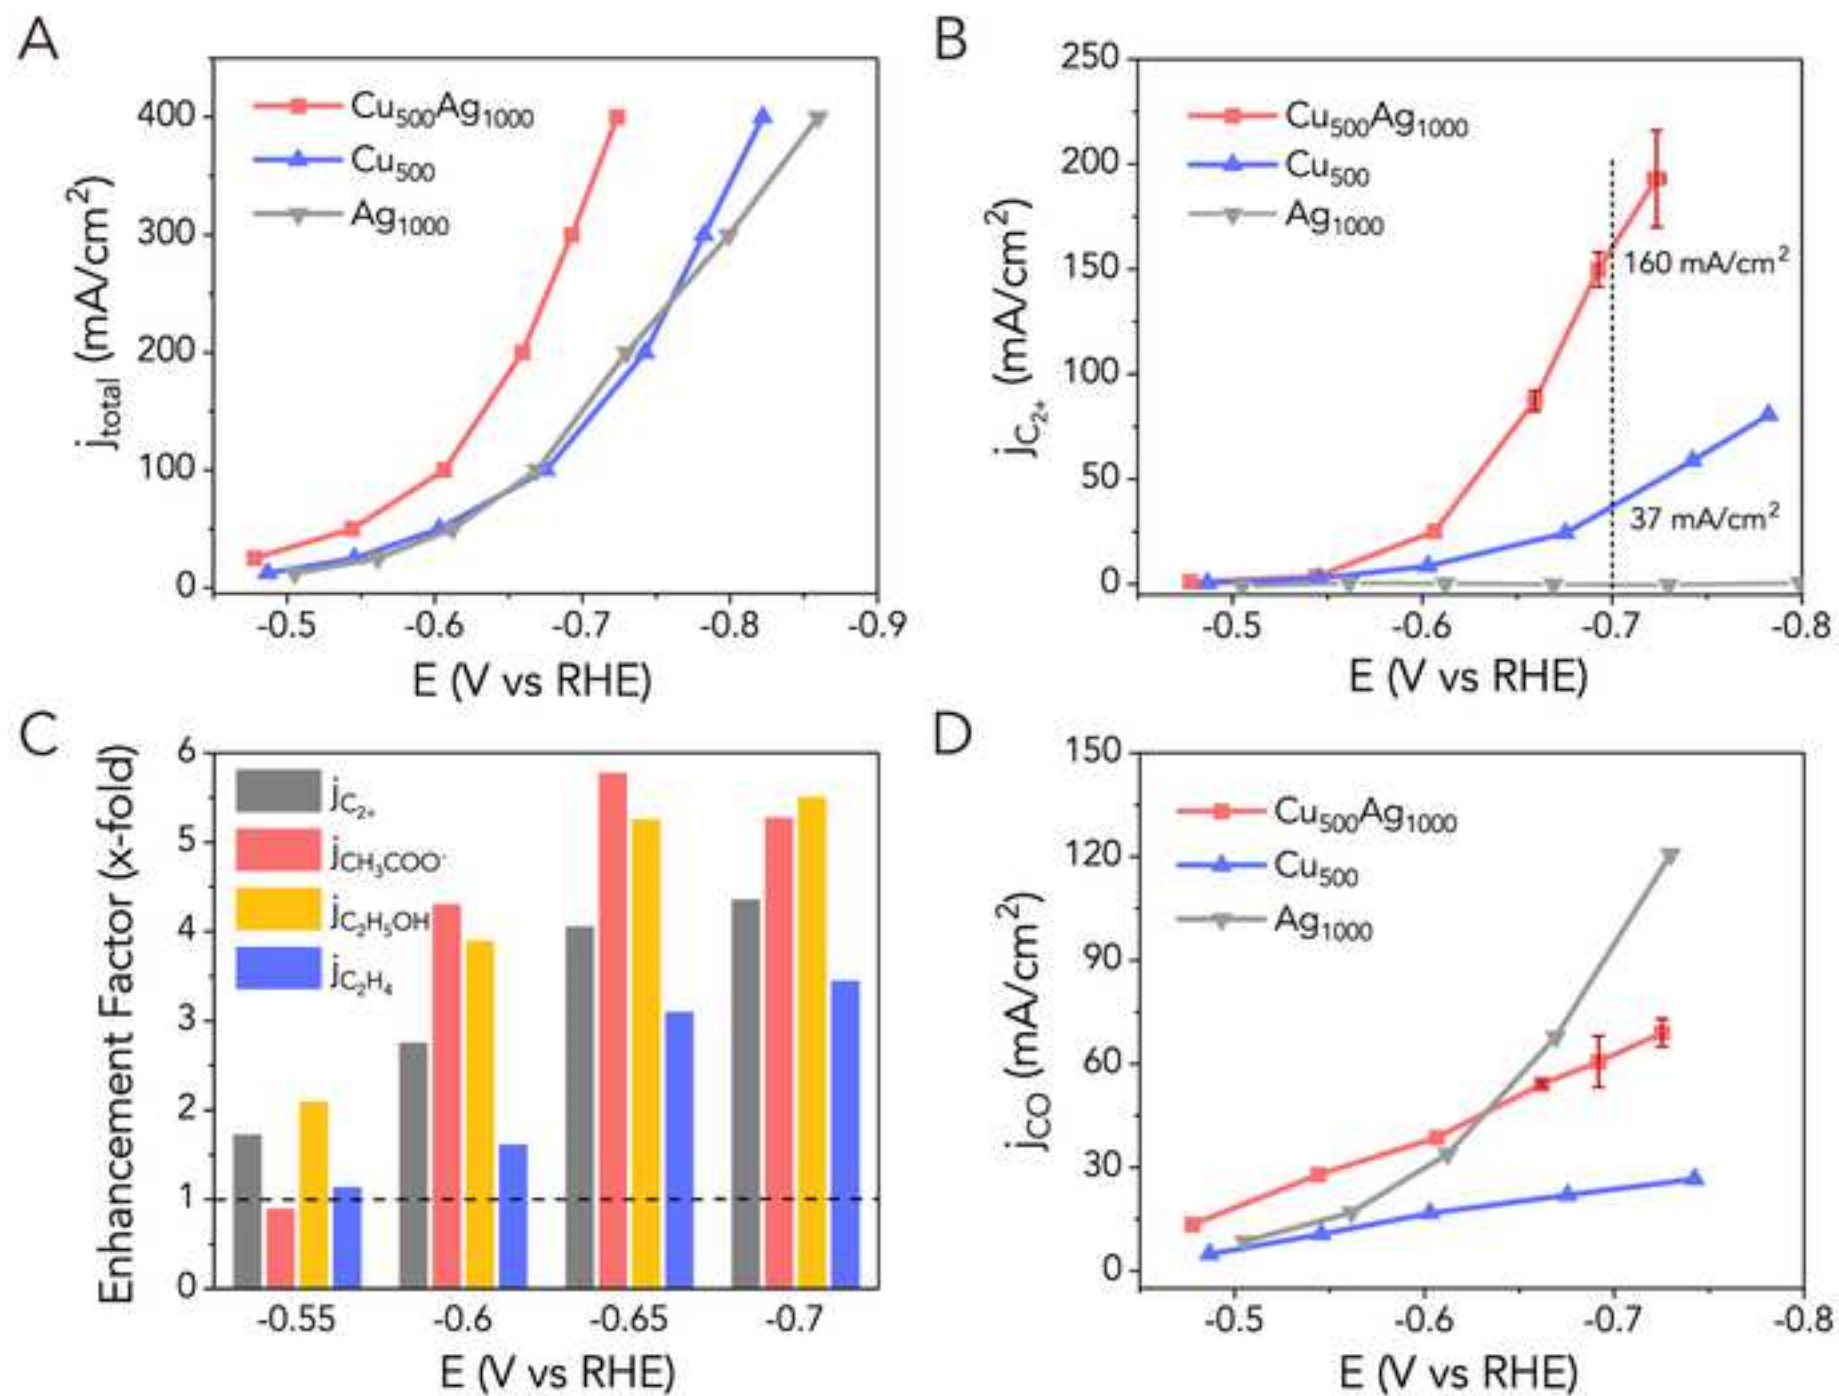 A
Cu500Ag1000
Cu500
Ag1000
400
300
200
100
0
jtotal (mA/cm2)
-0.5
-0.6
-0.7
-0.8
-0.9
E (V vs RHE)
B
Cu500Ag1000
Cu500
Ag1000
250
200
150
100
50
0
jC2+ (mA/cm2)
160 mA/cm2
37 mA/cm2
-0.5
-0.6
-0.7
-0.8
E (V vs RHE)
C
jC2+
jCH3COO-
jC2H5OH
jC2H4
6
5
4
3
2
1
0
Enhancement Factor (x-fold)
-0.55
-0.6
-0.65
-0.7
E (V vs RHE)
D
Cu500Ag1000
Cu500
Ag1000
150
120
90
60
30
0
jCO (mA/cm2)
-0.5
-0.6
-0.7
-0.8
E (V vs RHE)